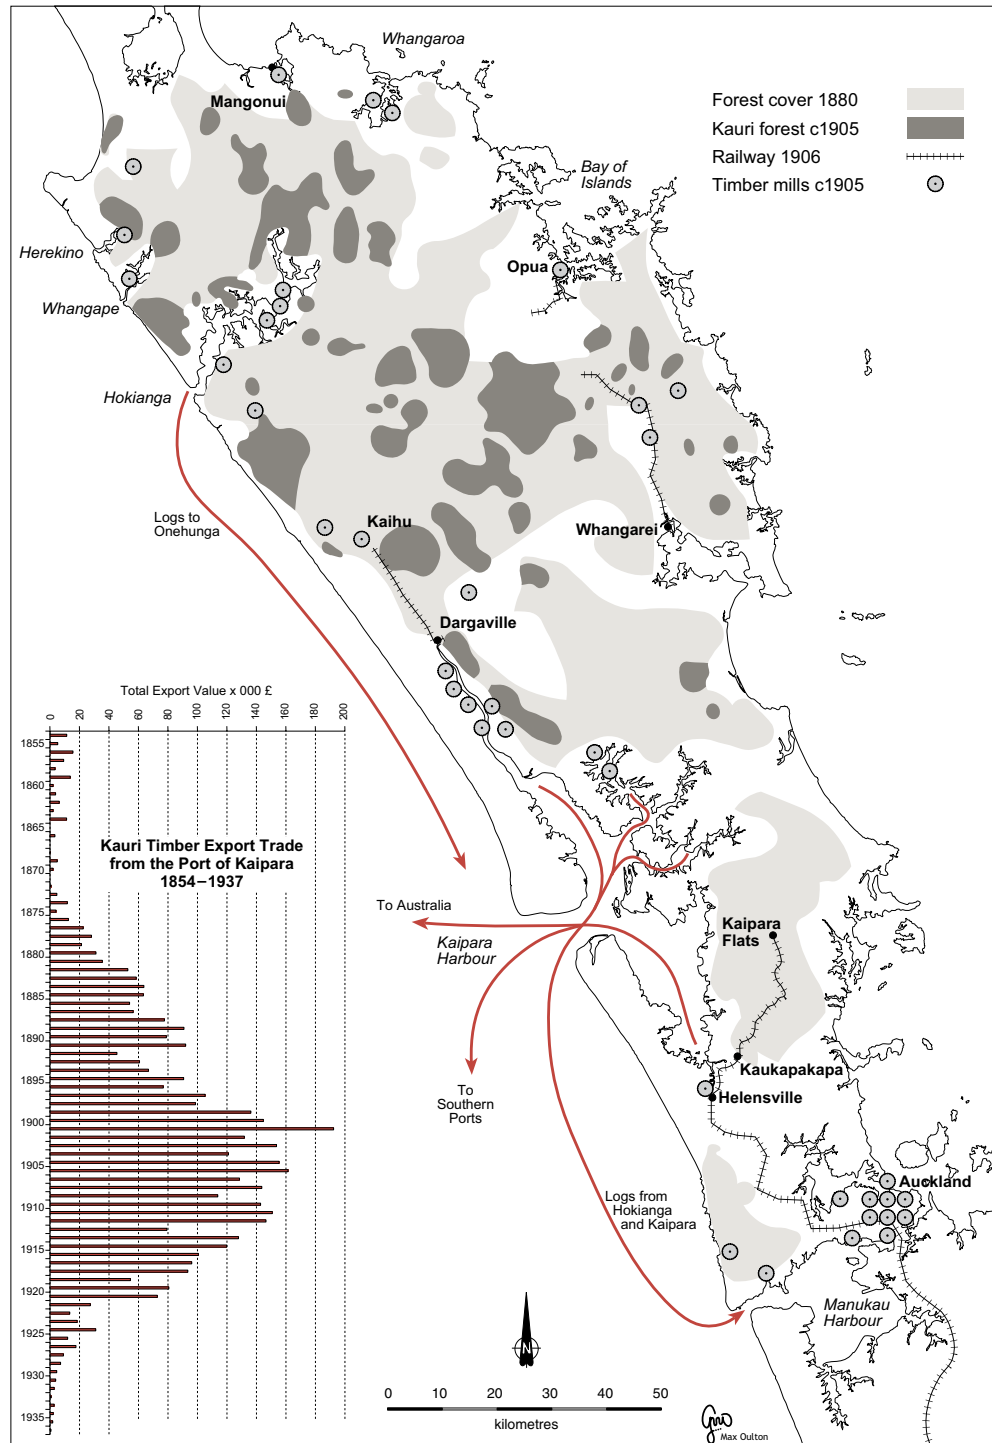 Whangaroa
Mangonui
Forest cover 1880
Kauri forest c1905
Railway 1906
Timber mills c1905
Bay of
Islands
Herekino
Opua
Whangape
Hokianga
Logs to
Onehunga
Kaihu
Whangarei
Dargaville
Total Export Value x 000 £
0
20
40
60
80
100
120
140
160
180
200
1855
1860
1865
1870
1875
1880
1885
1890
1895
1900
1905
1910
1915
1920
1925
1930
1935
Kauri Timber Export Trade
from the Port of Kaipara
1854–1937
To Australia
Kaipara
Harbour
Kaipara
Flats
To
Southern
Ports
Kaukapakapa
Helensville
Logs from
Hokianga
and Kaipara
Auckland
Manukau
Harbour
N
0 10 20 30 40 50
kilometres
Max Oulton